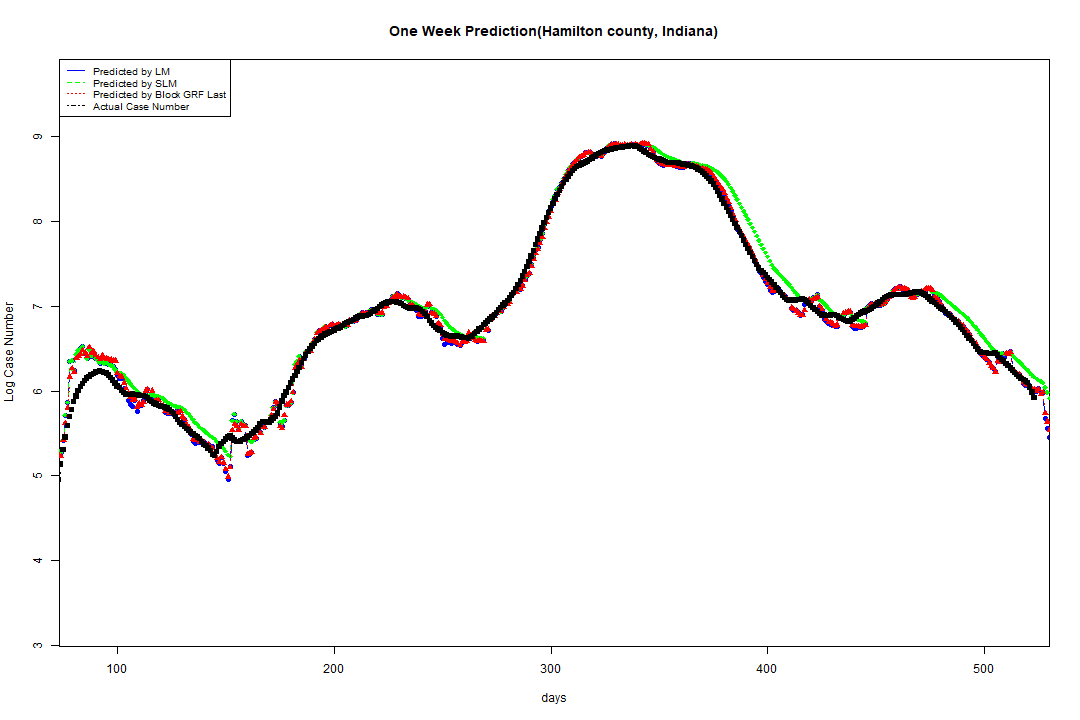 One Week Prediction(Hamilton county, Indiana)
Predicted by LM
Predicted by SLM
Predicted by Block GRF Last
Actual Case Number
Log Case Number
9
8
7
6
5
4
3
100 200 300 400 500
days